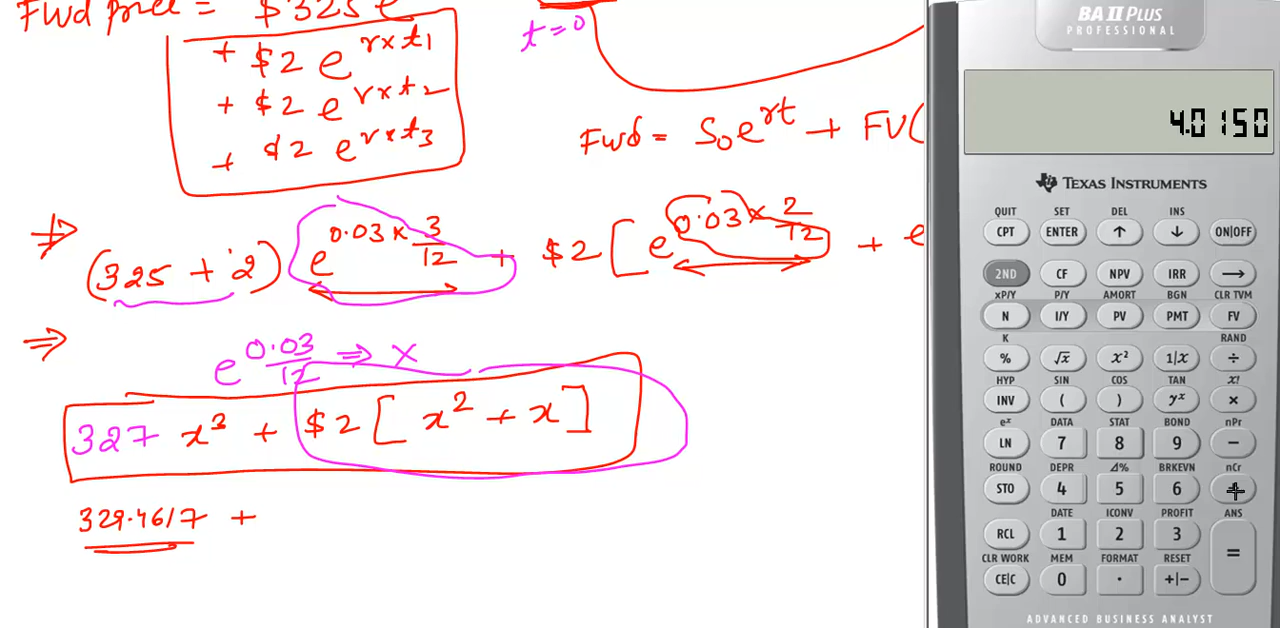 Fwd price = $325 e
+ $2 e^(r×t1)
+ $2 e^(r×t2)
+ $2 e^(r×t3)
t=0
Fwd = S₀e^(rt) + FV(
⇒ (325 + 2) e^(0.03 × 3/12) + $2 [ e^(0.03 × 2/12) + e
⇒ e^(0.03/12) ⇒ x
327 x³ + $2 [ x² + x ]
329.4617 +
BA II PLUS
PROFESSIONAL
4.0150
TEXAS INSTRUMENTS
QUIT SET DEL INS
CPT ENTER ↑ ↓ ON|OFF
2ND CF NPV IRR →
xP/Y P/Y AMORT BGN CLR TVM
N I/Y PV PMT FV
K RAND
% √x x² 1|x ÷
HYP SIN COS TAN x!
INV ( ) yˣ ×
eˣ DATA STAT BOND nPr
LN 7 8 9 −
ROUND DEPR Δ% BRKEVN nCr
STO 4 5 6 +
DATE ICONV PROFIT ANS
RCL 1 2 3 =
CLR WORK MEM FORMAT RESET
CE|C 0 . +|−
ADVANCED BUSINESS ANALYST